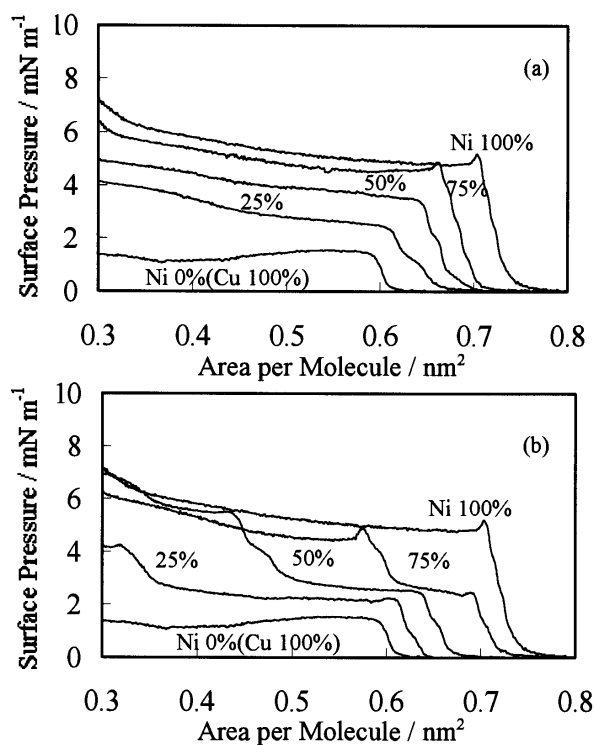 10
(a)
8
6
Ni 100%
4
50%
75%
25%
2
Ni 0%(Cu 100%)
0
Surface Pressure / mN m⁻¹
0.3 0.4 0.5 0.6 0.7 0.8
Area per Molecule / nm²
10
(b)
8
6
Ni 100%
4
25%
50%
75%
2
Ni 0%(Cu 100%)
0
Surface Pressure / mN m⁻¹
0.3 0.4 0.5 0.6 0.7 0.8
Area per Molecule / nm²